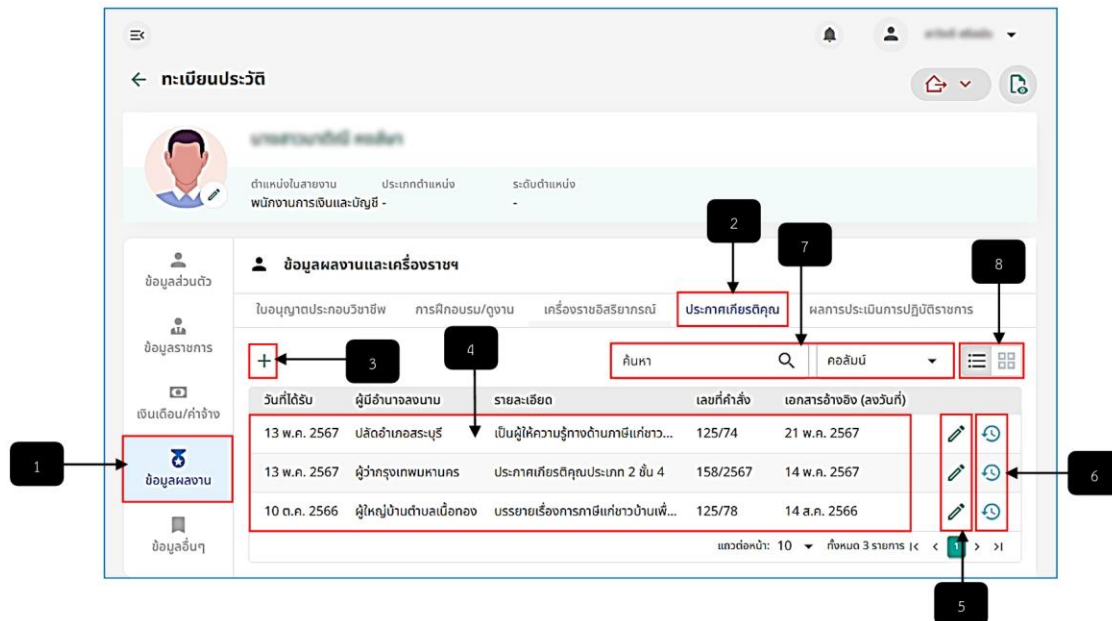 ทะเบียนประวัติ
ตำแหน่งในสายงาน ประเภทตำแหน่ง ระดับตำแหน่ง
พนักงานการเงินและบัญชี - -
2
7
8
ข้อมูลส่วนตัว
ข้อมูลผลงานและเครื่องราชฯ
ใบอนุญาตประกอบวิชาชีพ การฝึกอบรม/ดูงาน เครื่องราชอิสริยาภรณ์ ประกาศเกียรติคุณ ผลการประเมินการปฏิบัติราชการ
ข้อมูลราชการ
3
4
ค้นหา คอลัมน์
เงินเดือน/ค่าจ้าง
วันที่ได้รับ ผู้มีอำนาจลงนาม รายละเอียด เลขที่คำสั่ง เอกสารอ้างอิง (ลงวันที่)
13 พ.ค. 2567 ปลัดอำเภอสระบุรี เป็นผู้ให้ความรู้ทางด้านภาษีแก่ชาว... 125/74 21 พ.ค. 2567
1
ข้อมูลผลงาน
13 พ.ค. 2567 ผู้ว่ากรุงเทพมหานคร ประกาศเกียรติคุณประเภท 2 ชั้น 4 158/2567 14 พ.ค. 2567
6
10 ต.ค. 2566 ผู้ใหญ่บ้านตำบลเนื้อทอง บรรยายเรื่องการภาษีแก่ชาวบ้านเพื่... 125/78 14 ส.ค. 2566
ข้อมูลอื่นๆ
แถวต่อหน้า: 10 ทั้งหมด 3 รายการ 1
5